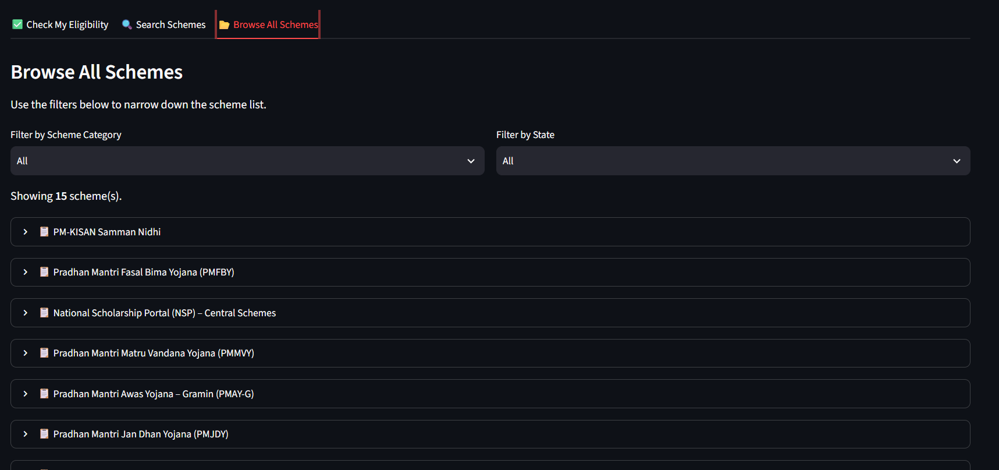 Check My Eligibility
Search Schemes
Browse All Schemes
Browse All Schemes
Use the filters below to narrow down the scheme list.
Filter by Scheme Category
Filter by State
All
All
Showing 15 scheme(s).
PM-KISAN Samman Nidhi
Pradhan Mantri Fasal Bima Yojana (PMFBY)
National Scholarship Portal (NSP) – Central Schemes
Pradhan Mantri Matru Vandana Yojana (PMMVY)
Pradhan Mantri Awas Yojana – Gramin (PMAY-G)
Pradhan Mantri Jan Dhan Yojana (PMJDY)